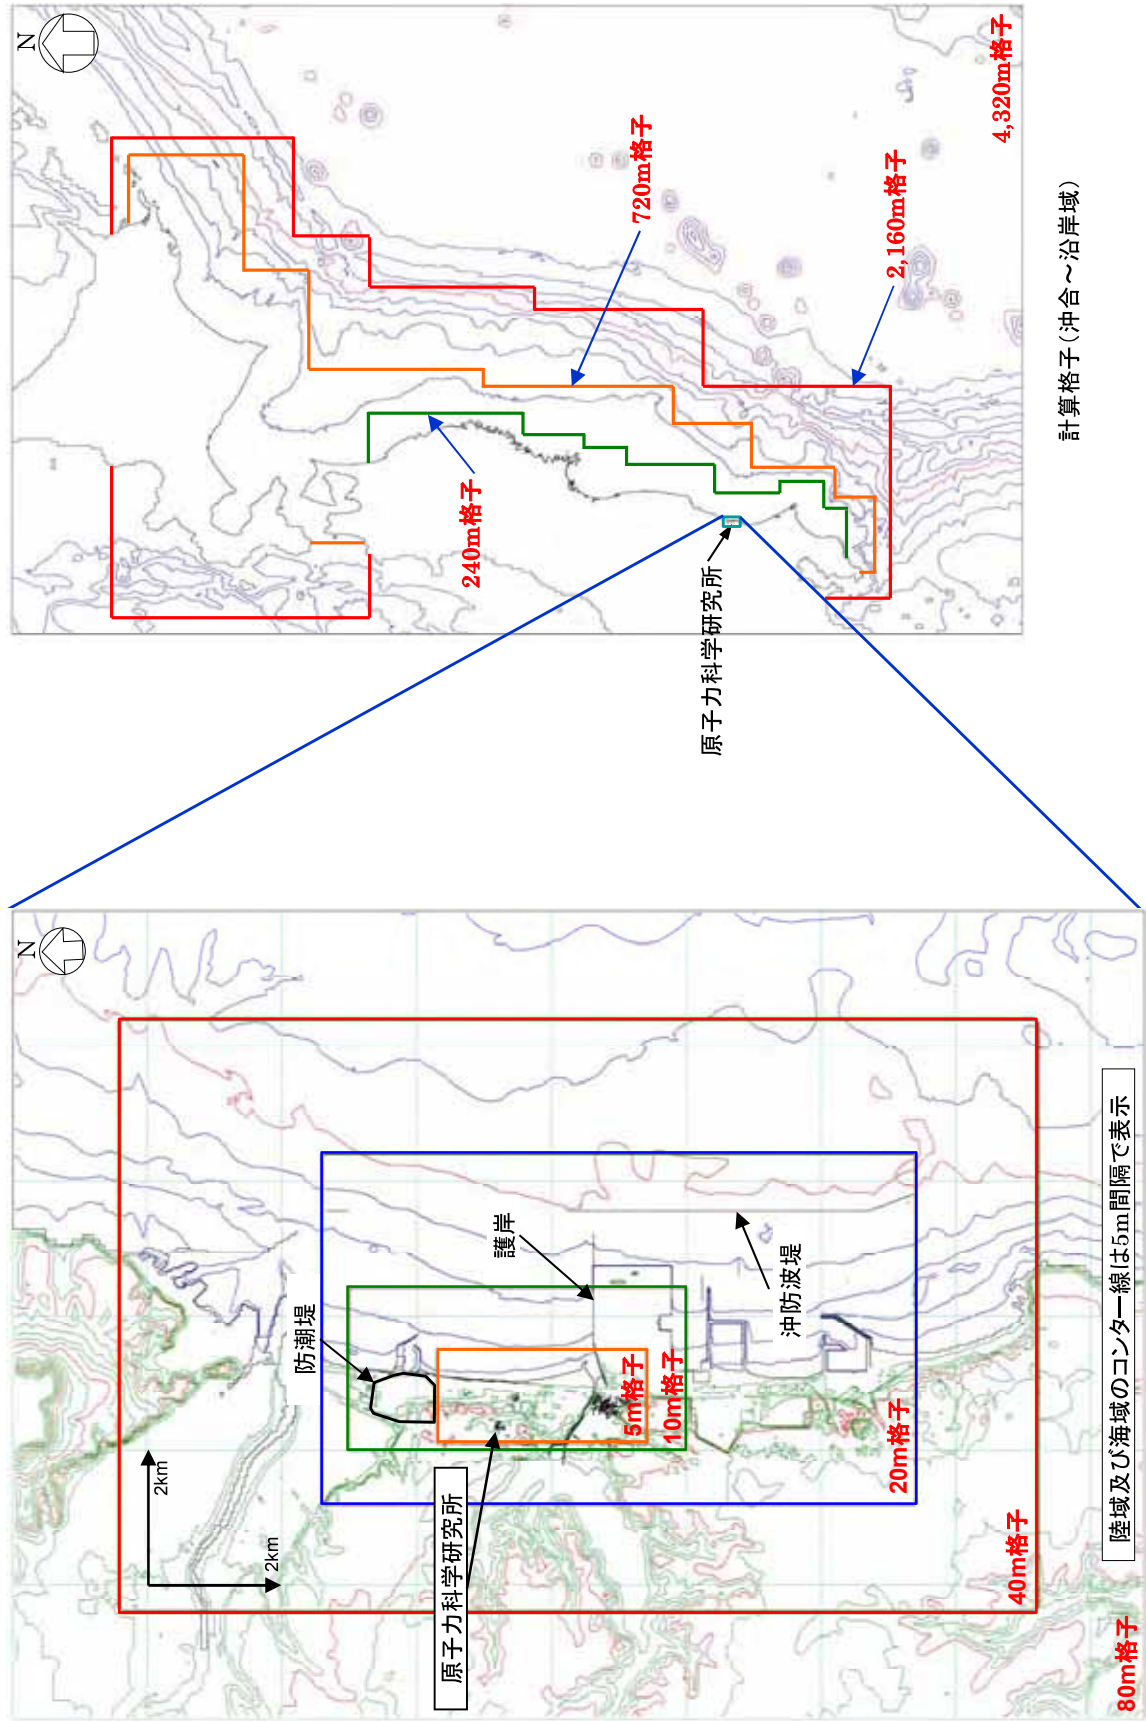 N
防潮堤
護岸
沖防波堤
2km
2km
原子力科学研究所
5m格子
10m格子
20m格子
40m格子
80m格子
陸域及び海域のコンター線は5m間隔で表示
N
240m格子
720m格子
2,160m格子
4,320m格子
原子力科学研究所
計算格子(沖合~沿岸域)